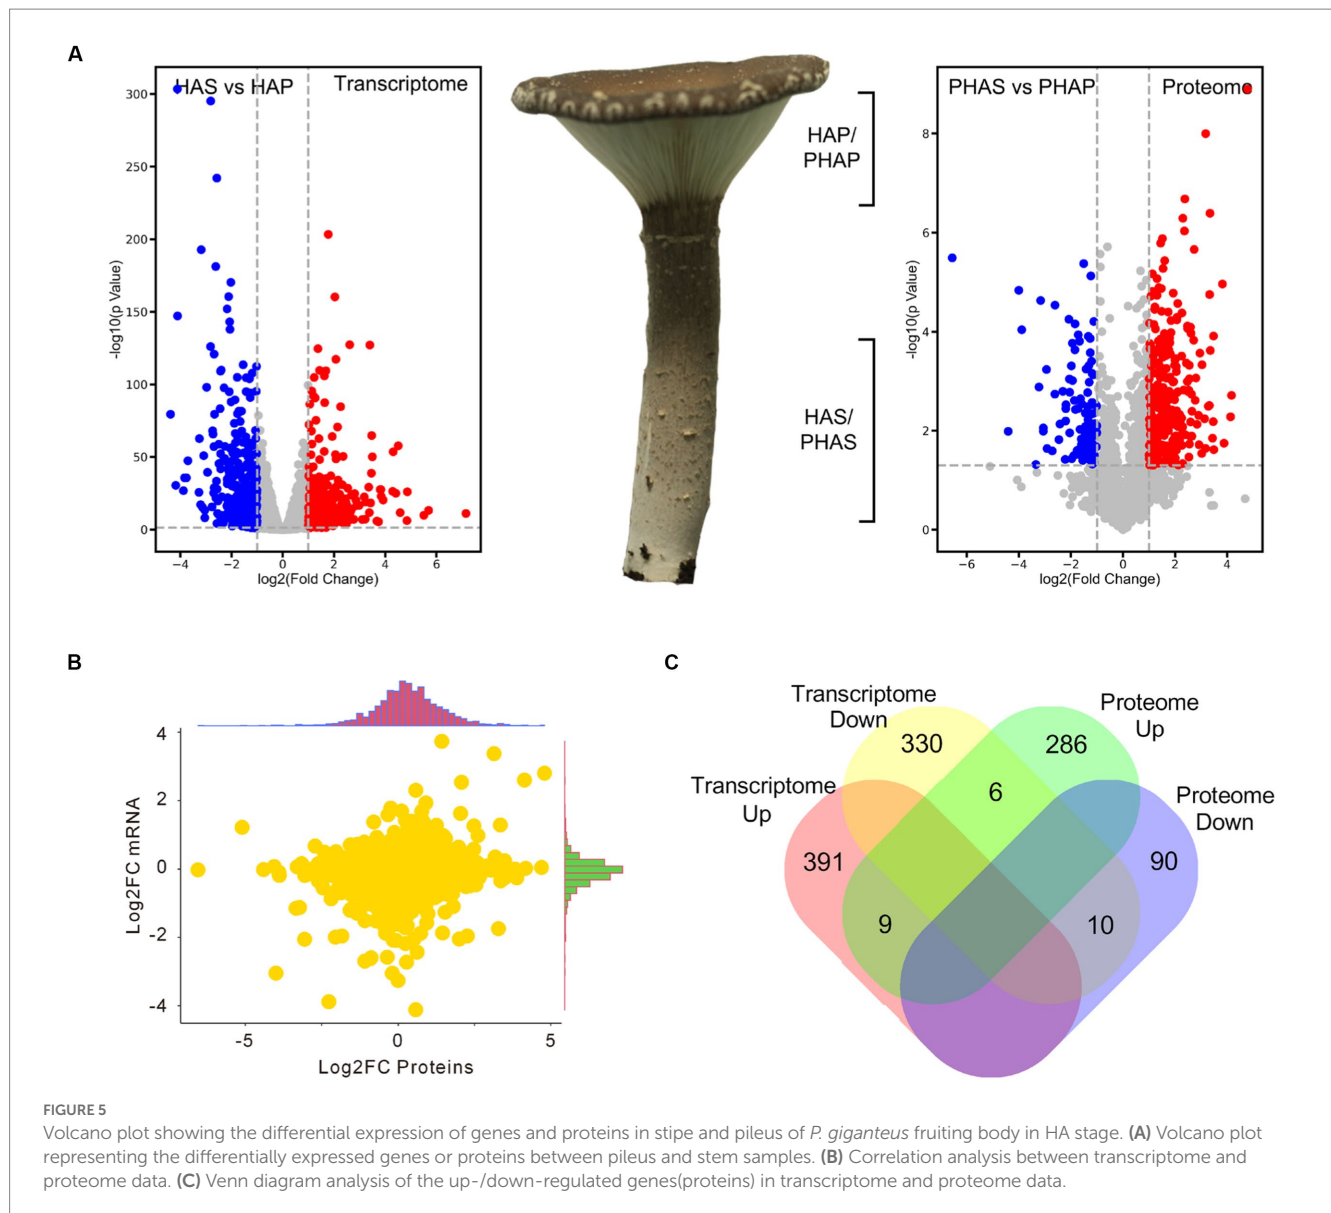 A
HAS vs HAP
Transcriptome
300
250
200
150
100
50
0
-log10(p Value)
−4
−2
0
2
4
6
log2(Fold Change)
HAP/
PHAP
HAS/
PHAS
PHAS vs PHAP
Proteome
8
6
4
2
0
-log10(p Value)
−6
−4
−2
0
2
4
log2(Fold Change)
B
4
2
0
-2
-4
Log2FC mRNA
-5
0
5
Log2FC Proteins
C
Transcriptome
Down
Proteome
Up
Transcriptome
Up
Proteome
Down
330
286
6
391
90
9
10
FIGURE 5
Volcano plot showing the differential expression of genes and proteins in stipe and pileus of P. giganteus fruiting body in HA stage. (A) Volcano plot
representing the differentially expressed genes or proteins between pileus and stem samples. (B) Correlation analysis between transcriptome and
proteome data. (C) Venn diagram analysis of the up-/down-regulated genes(proteins) in transcriptome and proteome data.